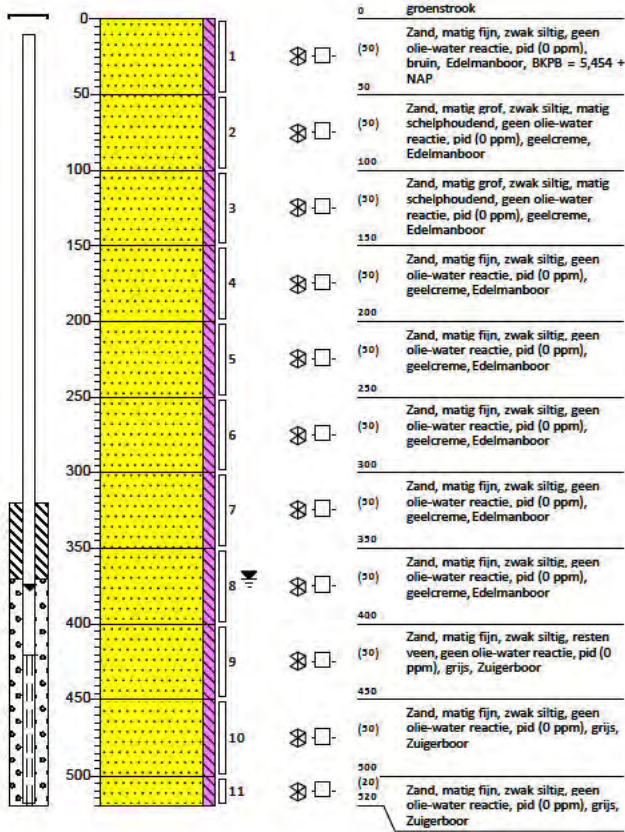 0 groenstrook
0
Zand, matig fijn, zwak siltig, geen
1 (50) olie-water reactie, pid (0 ppm),
bruin, Edelmanboor, BKPB = 5,454 +
50 NAP
50
Zand, matig grof, zwak siltig, matig
2 (50) schelphoudend, geen olie-water
reactie, pid (0 ppm), geelcreme,
100 Edelmanboor
100
Zand, matig grof, zwak siltig, matig
3 (50) schelphoudend, geen olie-water
reactie, pid (0 ppm), geelcreme,
150 Edelmanboor
150
Zand, matig fijn, zwak siltig, geen
4 (50) olie-water reactie, pid (0 ppm),
geelcreme, Edelmanboor
200
200
Zand, matig fijn, zwak siltig, geen
5 (50) olie-water reactie, pid (0 ppm),
geelcreme, Edelmanboor
250
250
Zand, matig fijn, zwak siltig, geen
6 (50) olie-water reactie, pid (0 ppm),
geelcreme, Edelmanboor
300
300
Zand, matig fijn, zwak siltig, geen
7 (50) olie-water reactie, pid (0 ppm),
geelcreme, Edelmanboor
350
350
Zand, matig fijn, zwak siltig, geen
8 (50) olie-water reactie, pid (0 ppm),
geelcreme, Edelmanboor
400
400
Zand, matig fijn, zwak siltig, resten
9 (50) veen, geen olie-water reactie, pid (0
ppm), grijs, Zuigerboor
450
450
Zand, matig fijn, zwak siltig, geen
10 (50) olie-water reactie, pid (0 ppm), grijs,
Zuigerboor
500
500
(20)
11 520 Zand, matig fijn, zwak siltig, geen
olie-water reactie, pid (0 ppm), grijs,
Zuigerboor